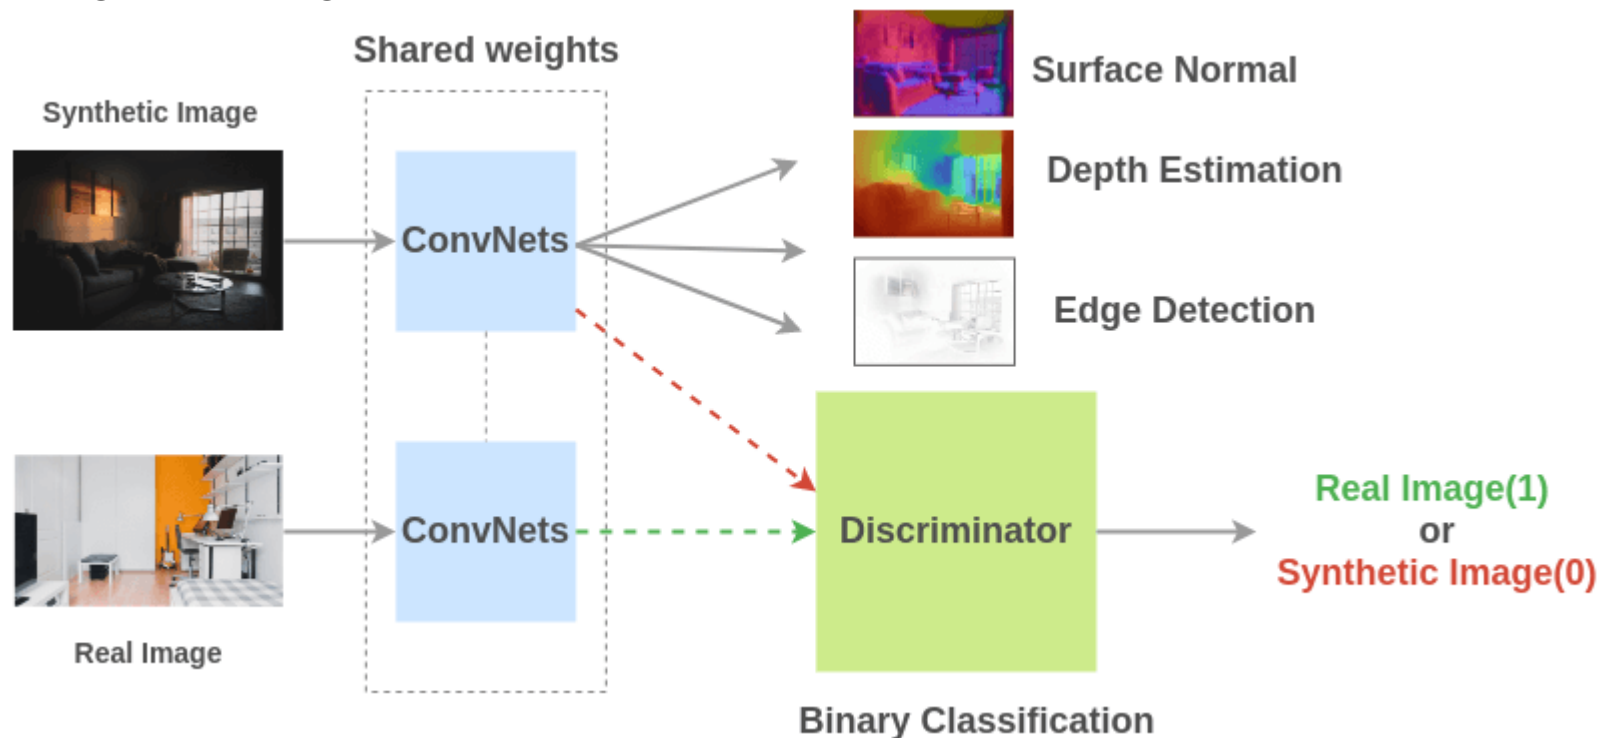 Shared weights
Synthetic Image
Surface Normal
Depth Estimation
ConvNets
Edge Detection
ConvNets
Discriminator
Real Image(1)
or
Synthetic Image(0)
Real Image
Binary Classification